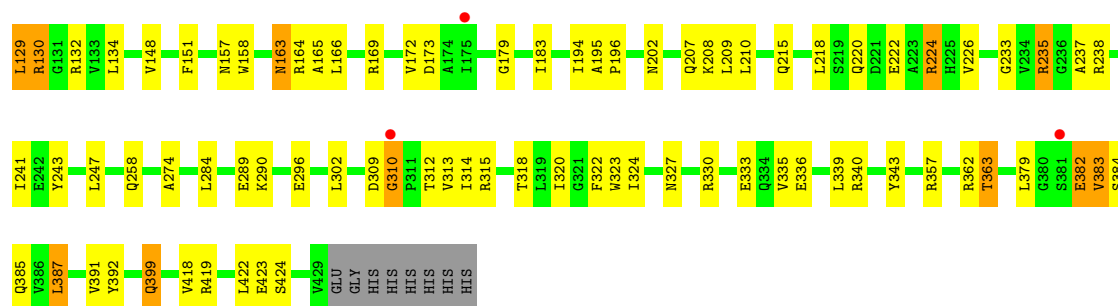 L129 R130 G131 R132 V133 L134 V148 F151 N157 W158 N163 R164 A165 L166 R169 V172 D173 A174 I175 G179 I183 I194 A195 P196 N202 Q207 K208 L209 L210 Q215 L218 S219 Q220 D221 E222 A223 R224 H225 V226 G233 V234 R235 G236 A237 R238
I241 E242 Y243 L247 Q258 A274 L284 E289 K290 E296 L302 D309 G310 P311 T312 V313 I314 R315 T318 L319 I320 G321 F322 W323 I324 N327 R330 E333 Q334 V335 E336 L339 R340 Y343 R357 R362 T363 L379 G380 S381 E382 V383 S384
Q385 V386 L387 V391 Y392 Q399 V418 R419 L422 E423 S424 V429 GLU GLY HIS HIS HIS HIS HIS HIS